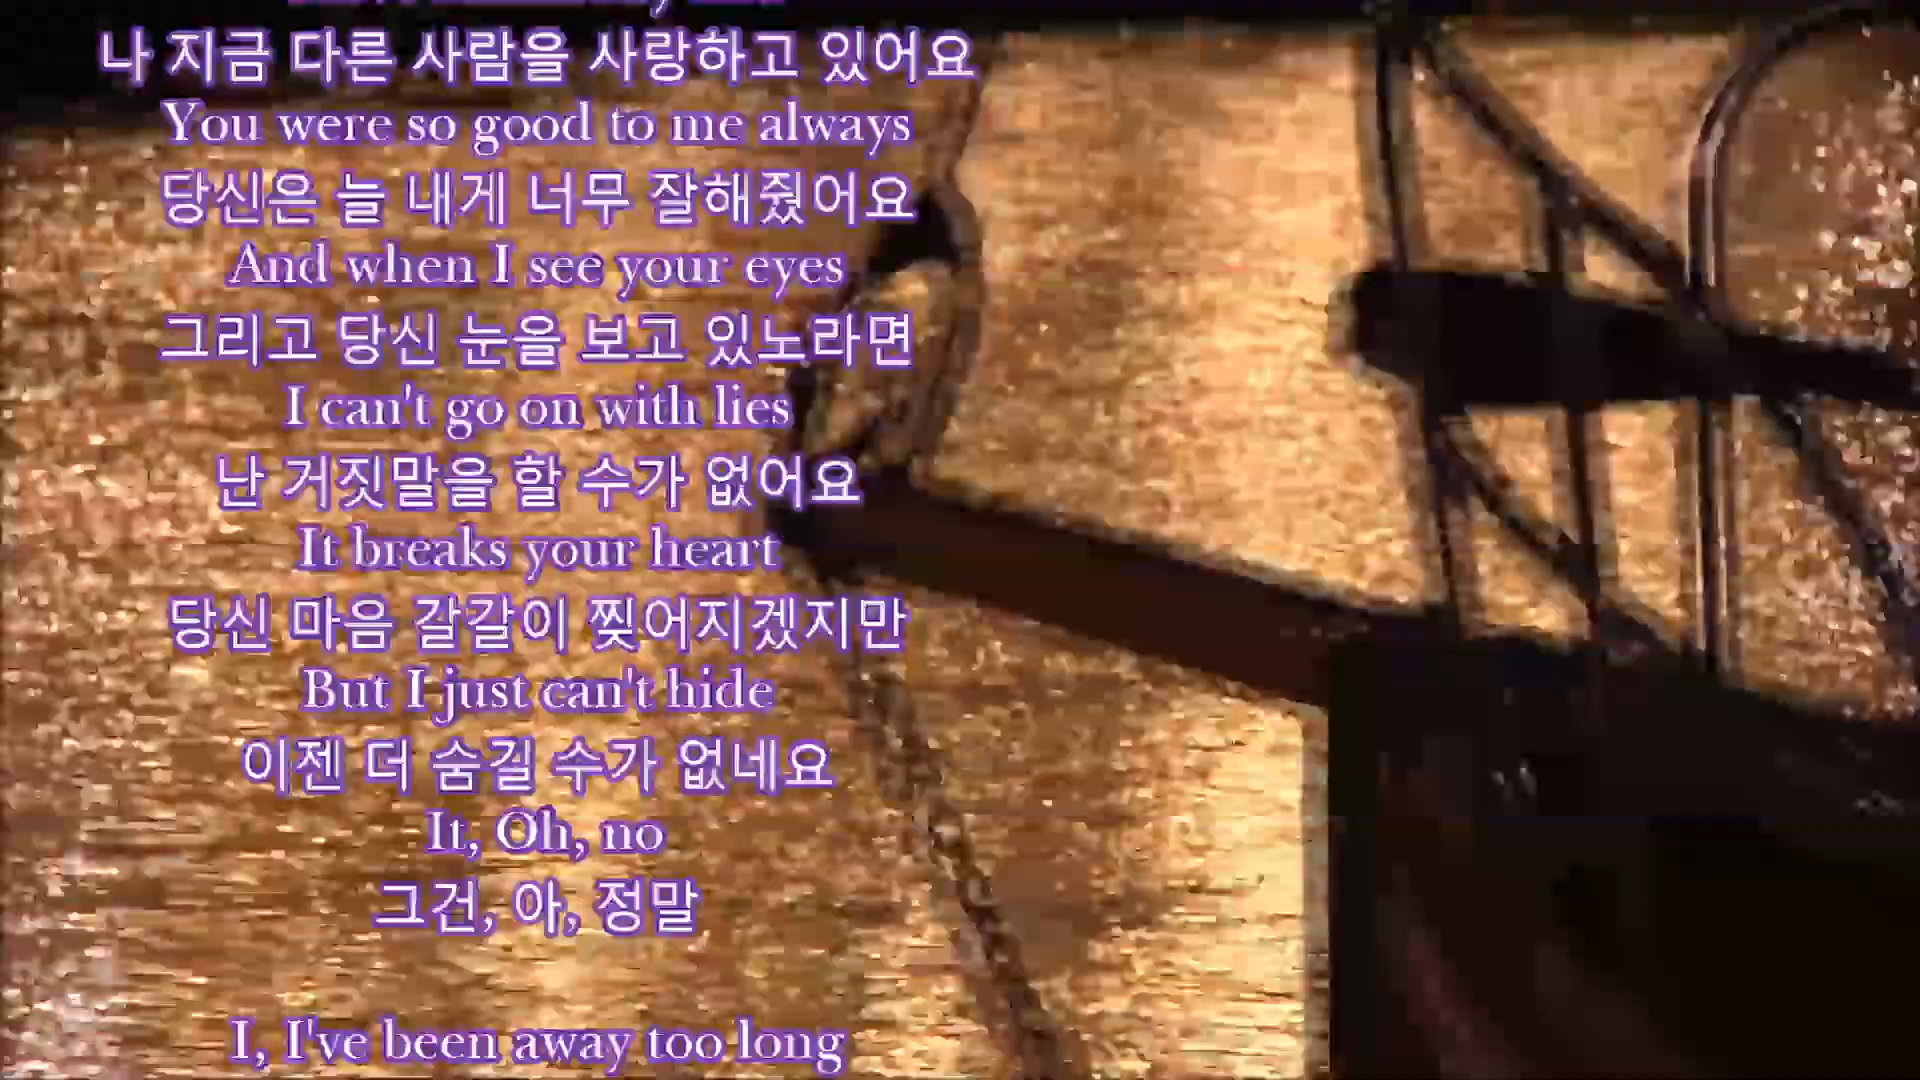 나 지금 다른 사람을 사랑하고 있어요
You were so good to me always
당신은 늘 내게 너무 잘해줬어요
And when I see your eyes
그리고 당신 눈을 보고 있노라면
I can't go on with lies
난 거짓말을 할 수가 없어요
It breaks your heart
당신 마음 갈갈이 찢어지겠지만
But I just can't hide
이젠 더 숨길 수가 없네요
It, Oh, no
그건, 아, 정말
I, I've been away too long